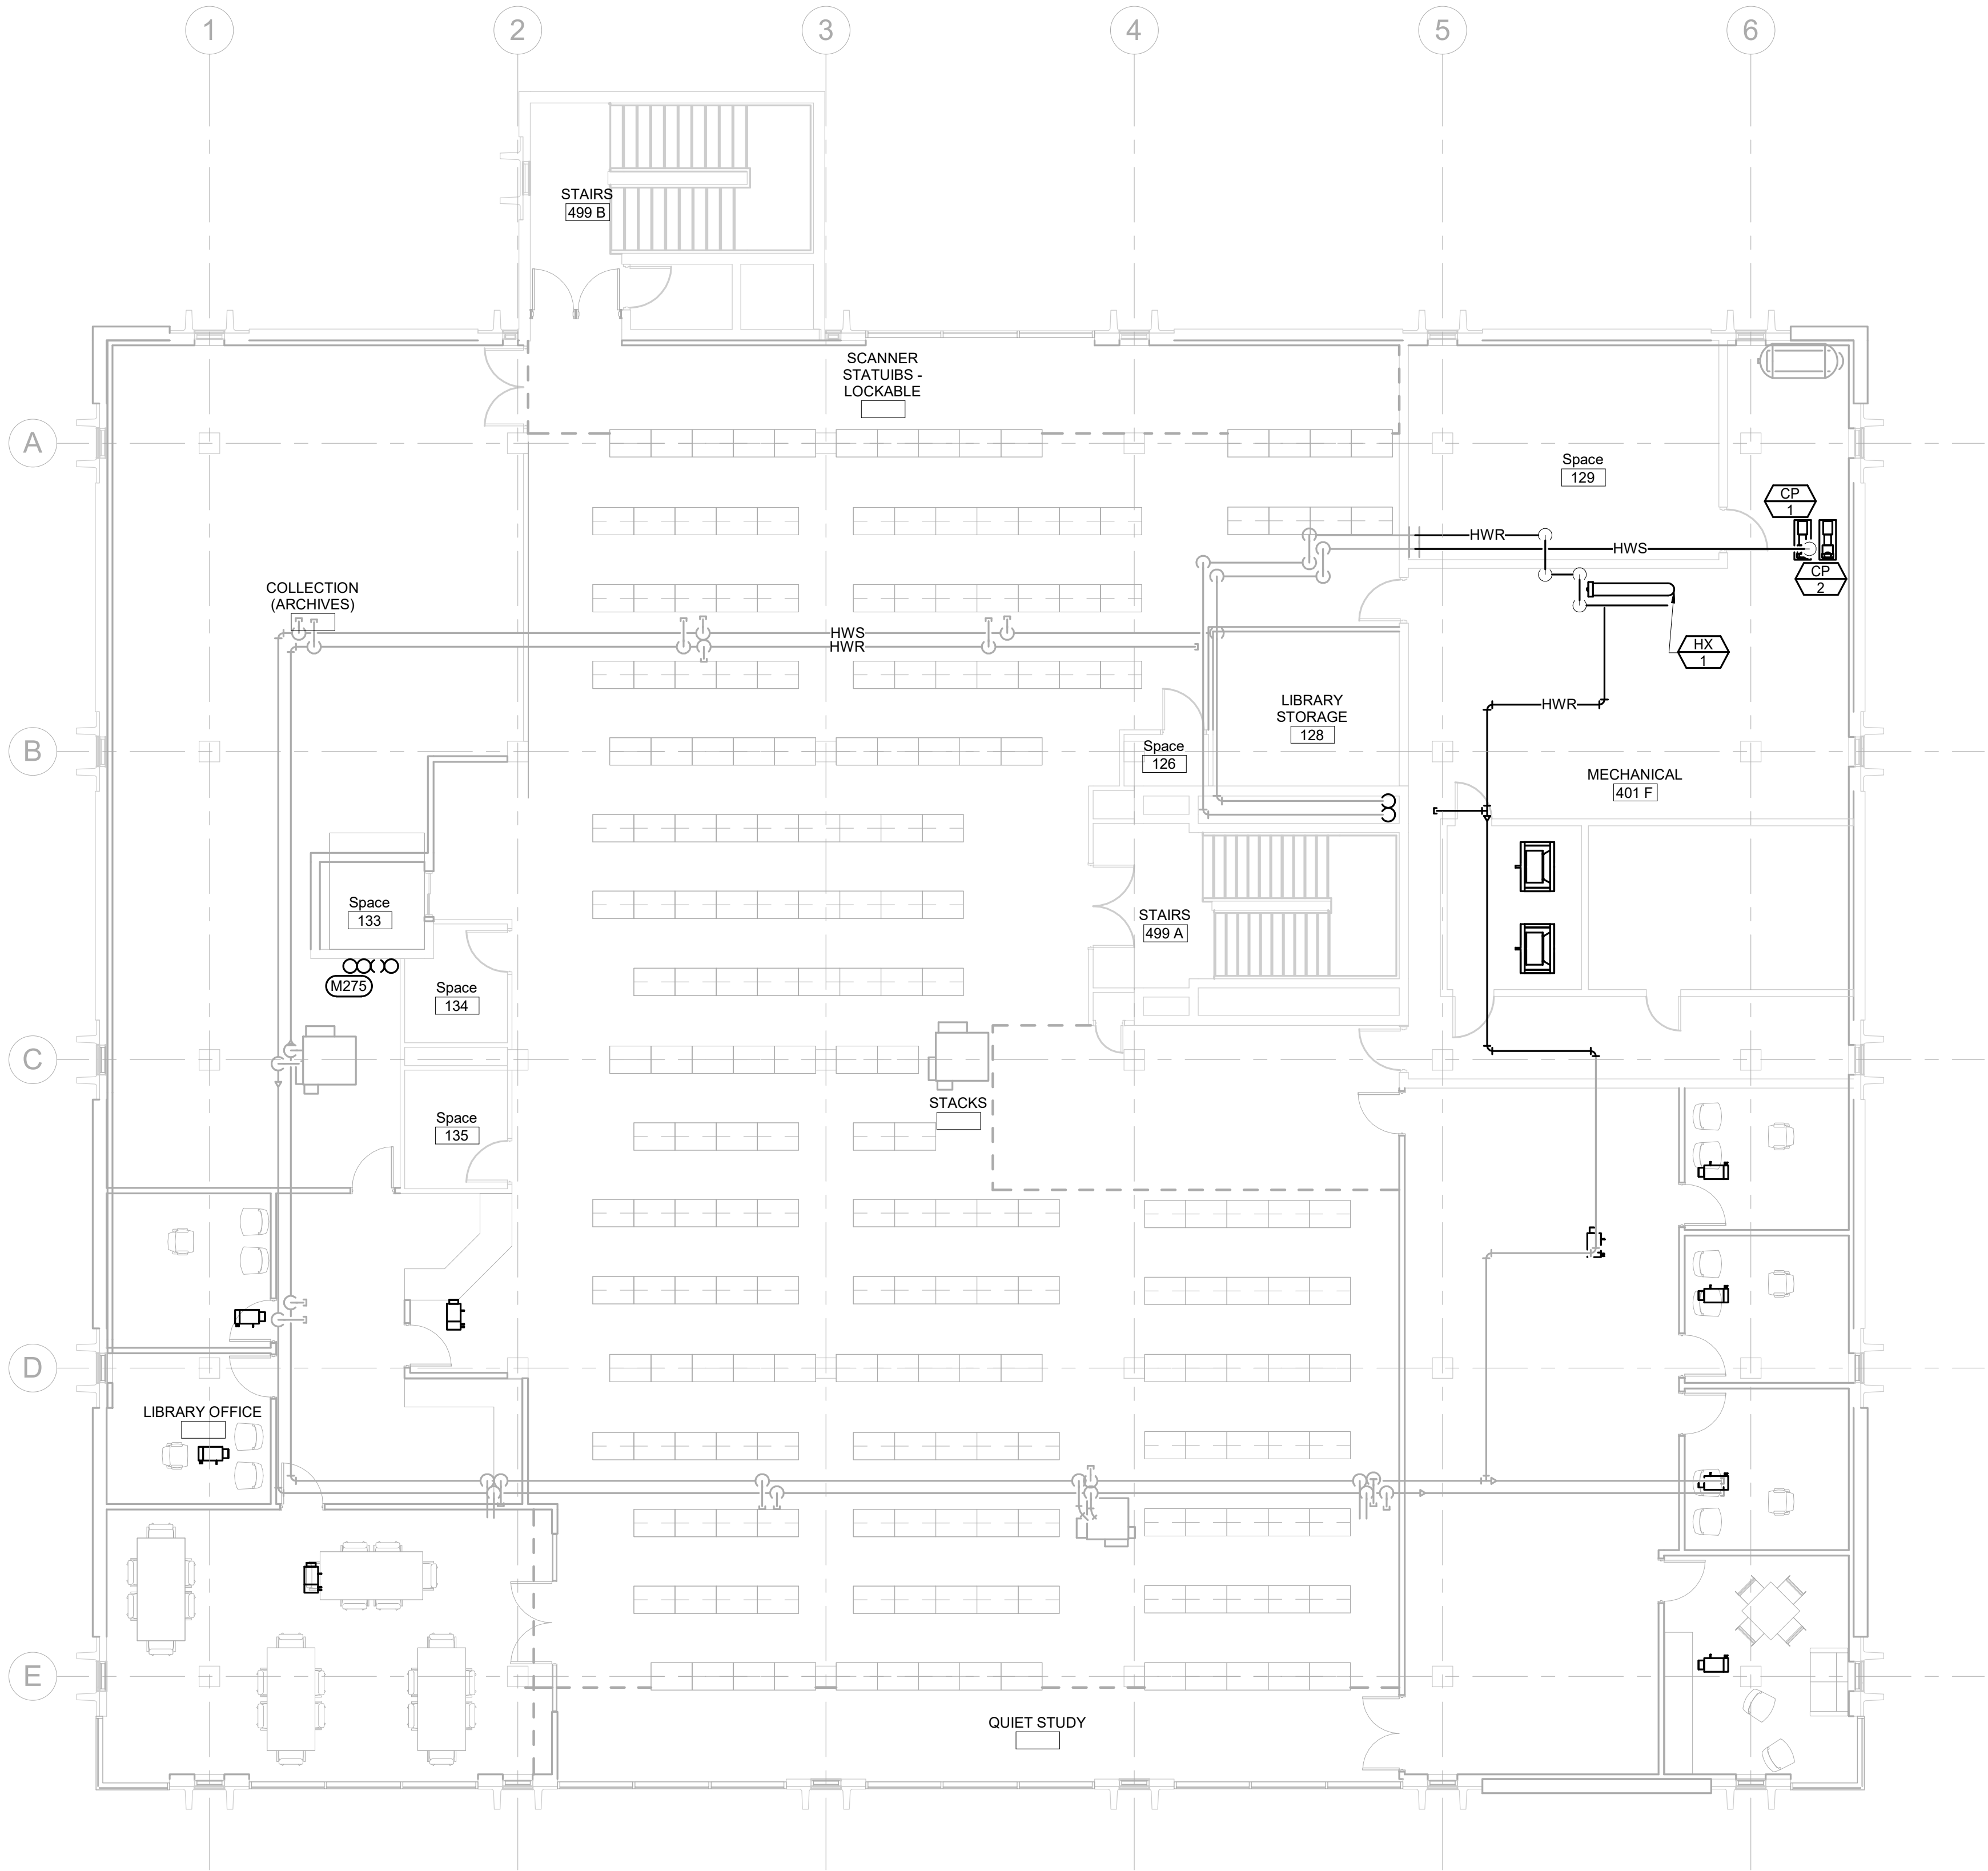 1
2
3
4
5
6
STAIRS
499 B
SCANNER
STATUIBS -
LOCKABLE
A
Space
129
CP
1
HWR
HWS
CP
2
COLLECTION
(ARCHIVES)
HWS
HWR
HX
1
LIBRARY
STORAGE
128
HWR
B
Space
126
MECHANICAL
401 F
Space
133
STAIRS
499 A
M275
Space
134
C
STACKS
Space
135
D
LIBRARY OFFICE
E
QUIET STUDY